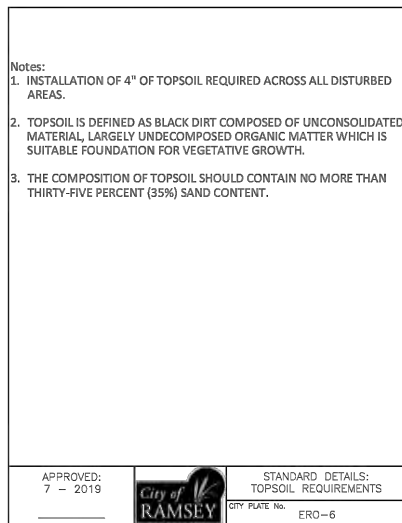 Notes:
1. INSTALLATION OF 4" OF TOPSOIL REQUIRED ACROSS ALL DISTURBED
AREAS.
2. TOPSOIL IS DEFINED AS BLACK DIRT COMPOSED OF UNCONSOLIDATED
MATERIAL, LARGELY UNDECOMPOSED ORGANIC MATTER WHICH IS
SUITABLE FOUNDATION FOR VEGETATIVE GROWTH.
3. THE COMPOSITION OF TOPSOIL SHOULD CONTAIN NO MORE THAN
THIRTY-FIVE PERCENT (35%) SAND CONTENT.
APPROVED:
7 - 2019
City of
RAMSEY
STANDARD DETAILS:
TOPSOIL REQUIREMENTS
CITY PLATE No.
ERO-6